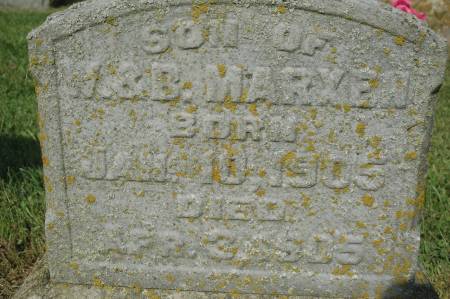 SON OF
W. & B. MARXEN
BORN
JAN. 10. 1905
DIED
APR. 3. 1905